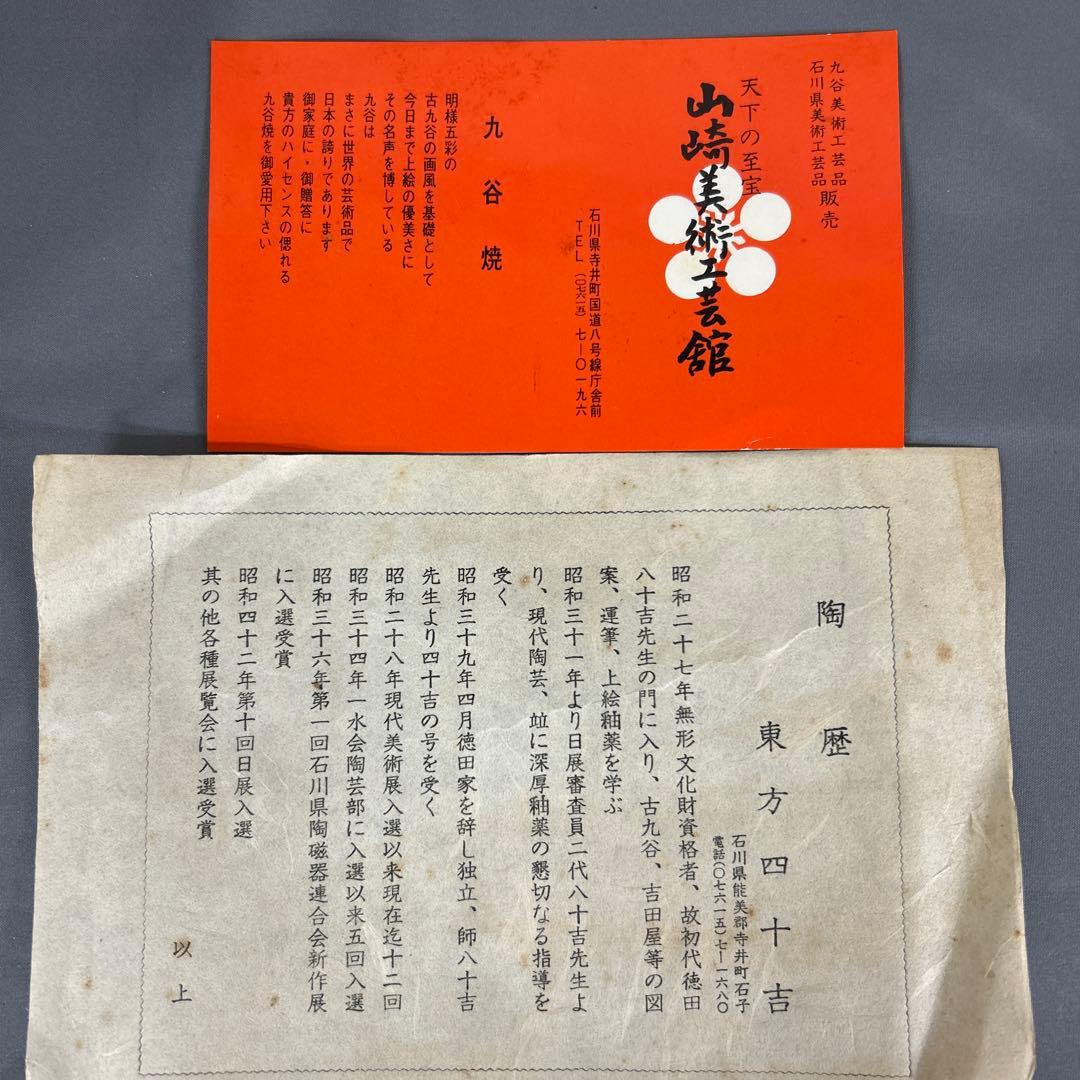 九谷美術工芸品
石川県美術工芸品
販売
天下の至宝
山崎美術工芸館
石川県寺井町国道八号線庁舎前
TEL(〇七六一五)七―〇一九六
九谷焼
明様五彩の
古九谷の画風を基礎として
今日まで上絵の優美さに
その名声を博している
九谷は
まさに世界の芸術品で
日本の誇りであります
御家庭に・御贈答に
貴方のハイセンスの偲れる
九谷焼を御愛用下さい
陶歴
東方四十吉
石川県能美郡寺井町石子
電話(〇七六一五)七―一六八〇
昭和二十七年無形文化財資格者、故初代徳田
八十吉先生の門に入り、古九谷、吉田屋等の図
案、運筆、上絵釉薬を学ぶ
昭和三十一年より日展審査員二代八十吉先生よ
り、現代陶芸、竝に深厚釉薬の懇切なる指導を
受く
昭和三十九年四月徳田家を辞し独立、師八十吉
先生より四十吉の号を受く
昭和二十八年現代美術展入選以来現在迄十二回
昭和三十四年一水会陶芸部に入選以来五回入選
昭和三十六年第一回石川県陶磁器連合会新作展
に入選受賞
昭和四十二年第十回日展入選
其の他各種展覧会に入選受賞
以上